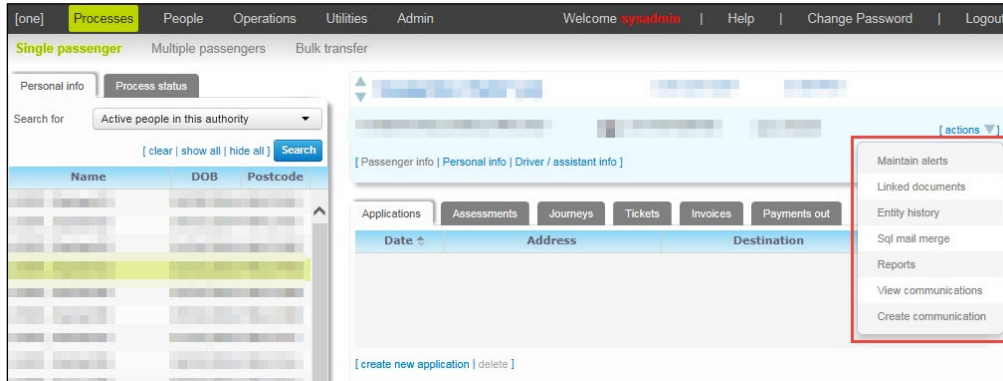 [one] Processes People Operations Utilities Admin Welcome sysadmin | Help | Change Password | Logout
Single passenger Multiple passengers Bulk transfer
Personal info Process status
Search for Active people in this authority
[ clear | show all | hide all ] Search
Name DOB Postcode
[ actions ]
[ Passenger info | Personal info | Driver / assistant info ]
Maintain alerts
Linked documents
Entity history
Sql mail merge
Reports
View communications
Create communication
Applications Assessments Journeys Tickets Invoices Payments out
Date Address Destination
[ create new application | delete ]